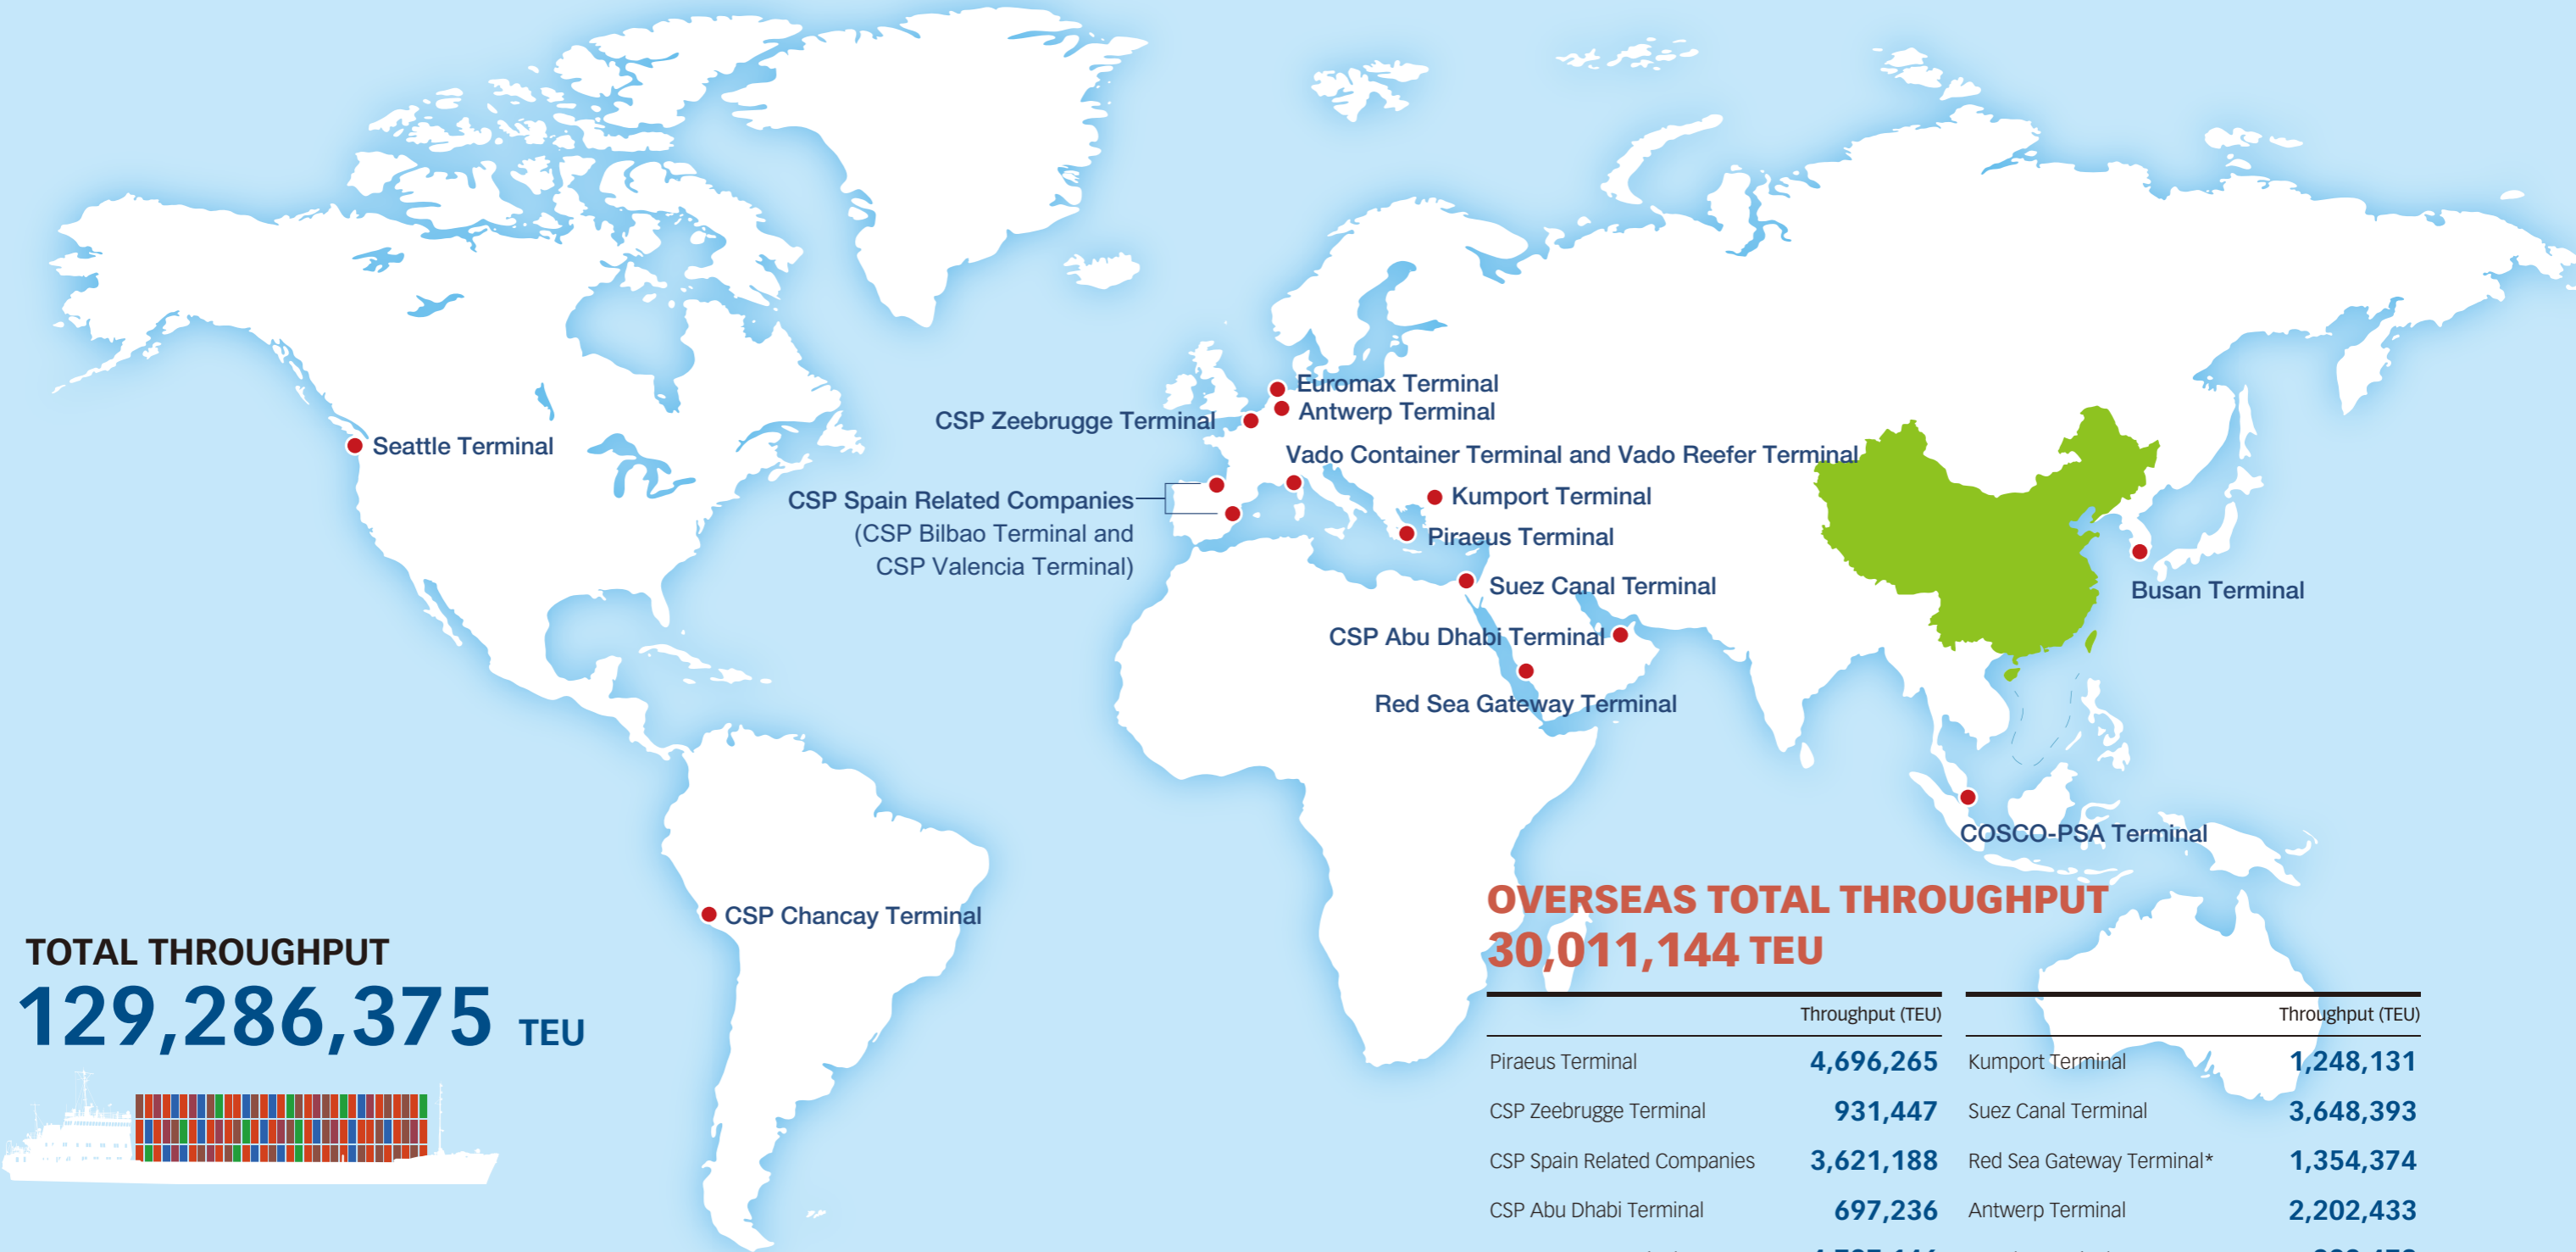 Euromax Terminal
Antwerp Terminal
CSP Zeebrugge Terminal
Seattle Terminal
Vado Container Terminal and Vado Reefer Terminal
CSP Spain Related Companies
(CSP Bilbao Terminal and
CSP Valencia Terminal)
Kumport Terminal
Piraeus Terminal
Suez Canal Terminal
Busan Terminal
CSP Abu Dhabi Terminal
Red Sea Gateway Terminal
COSCO-PSA Terminal
CSP Chancay Terminal
TOTAL THROUGHPUT
129,286,375 TEU
OVERSEAS TOTAL THROUGHPUT
30,011,144 TEU
Throughput (TEU) Throughput (TEU)
Piraeus Terminal 4,696,265 Kumport Terminal 1,248,131
CSP Zeebrugge Terminal 931,447 Suez Canal Terminal 3,648,393
CSP Spain Related Companies 3,621,188 Red Sea Gateway Terminal* 1,354,374
CSP Abu Dhabi Terminal 697,236 Antwerp Terminal 2,202,433